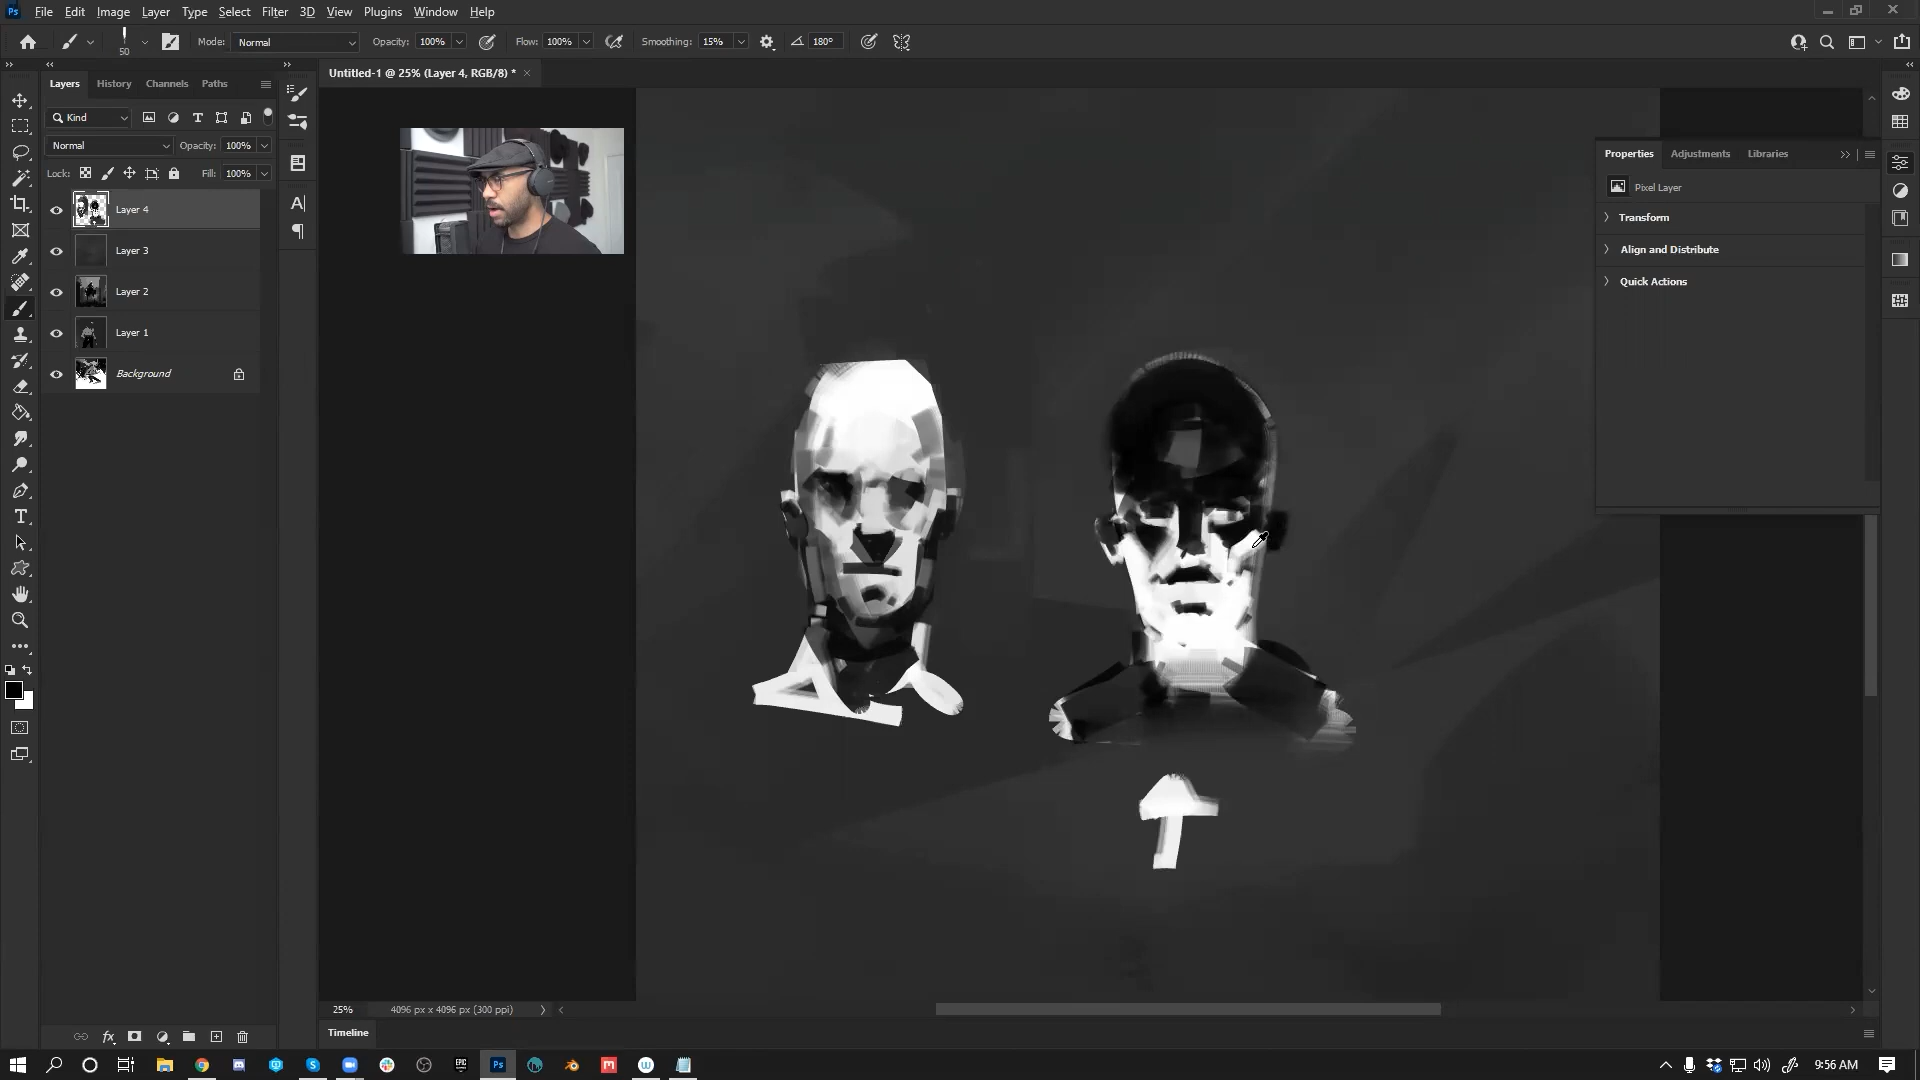 Ps File Edit Image Layer Type Select Filter 3D View Plugins Window Help
50 Mode: Normal Opacity: 100% Flow: 100% Smoothing: 15% 180°
Untitled-1 @ 25% (Layer 4, RGB/8) *
Layers History Channels Paths
Kind
Normal Opacity: 100%
Lock: Fill: 100%
Layer 4
Layer 3
Layer 2
Layer 1
Background
Properties Adjustments Libraries
Pixel Layer
Transform
Align and Distribute
Quick Actions
25% 4096 px x 4096 px (300 ppi)
Timeline
9:56 AM